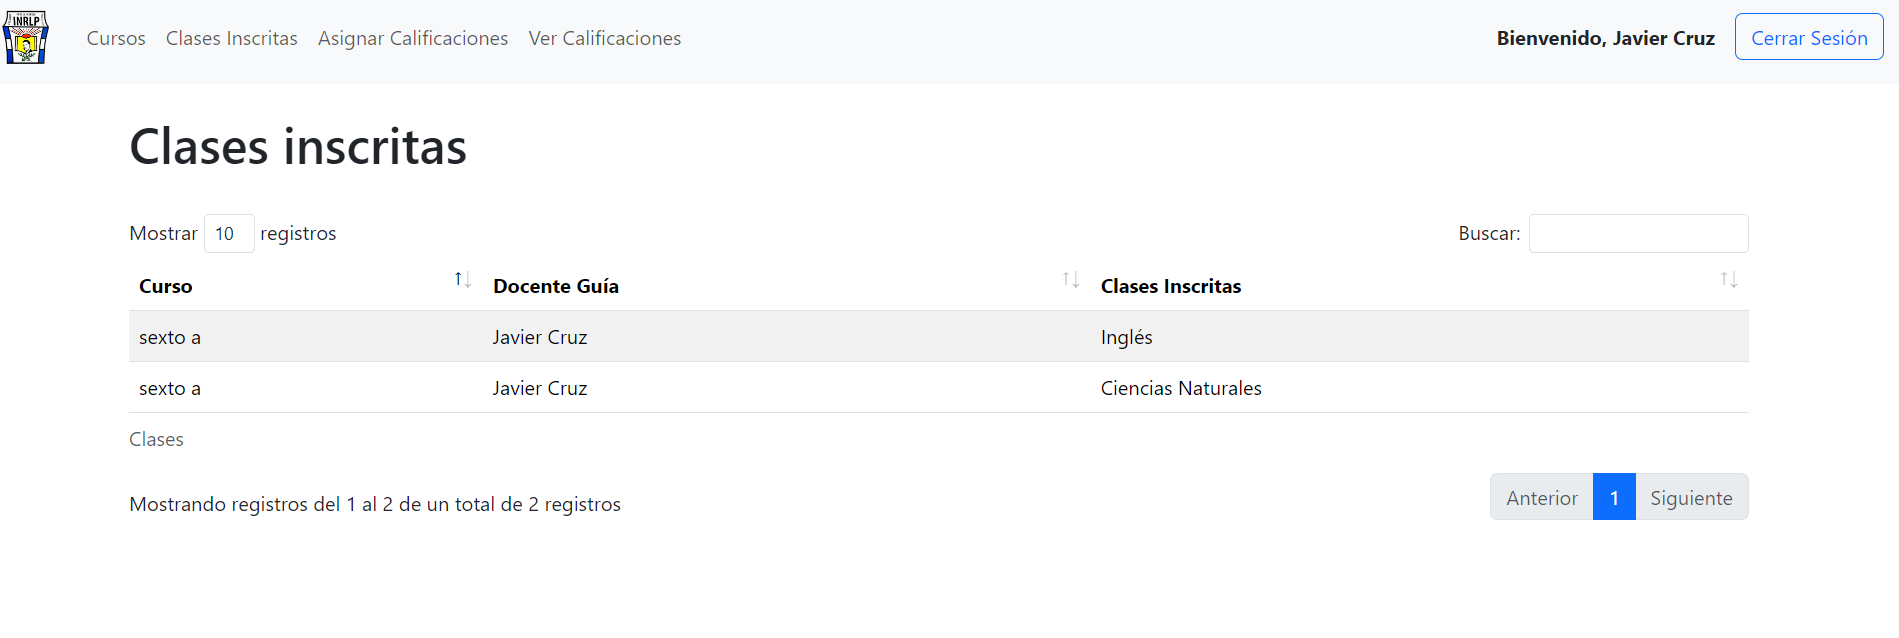 INRLP
Cursos Clases Inscritas Asignar Calificaciones Ver Calificaciones Bienvenido, Javier Cruz Cerrar Sesión
Clases inscritas
Mostrar 10 registros Buscar:
Curso Docente Guía Clases Inscritas
sexto a Javier Cruz Inglés
sexto a Javier Cruz Ciencias Naturales
Clases
Mostrando registros del 1 al 2 de un total de 2 registros Anterior 1 Siguiente